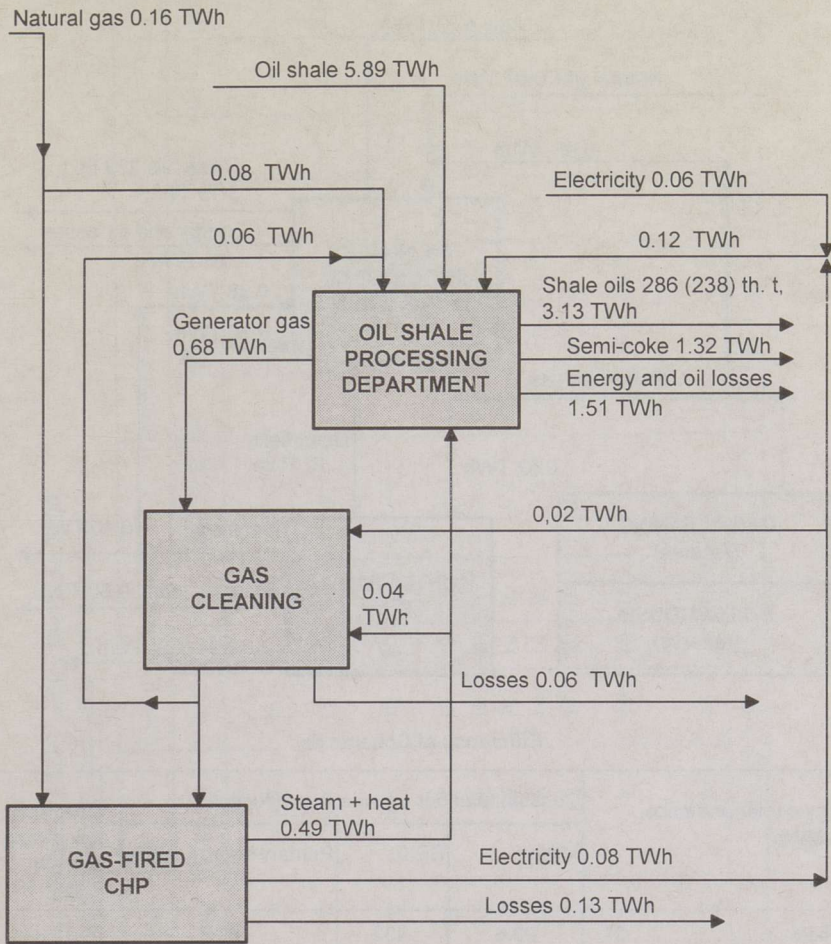 Natural gas 0.16 TWh
Oil shale 5.89 TWh
0.08 TWh
Electricity 0.06 TWh
0.06 TWh
0.12 TWh
Generator gas
0.68 TWh
OIL SHALE
PROCESSING
DEPARTMENT
Shale oils 286 (238) th. t,
3.13 TWh
Semi-coke 1.32 TWh
Energy and oil losses
1.51 TWh
0,02 TWh
GAS
CLEANING
0.04
TWh
Losses 0.06 TWh
Steam + heat
0.49 TWh
GAS-FIRED
CHP
Electricity 0.08 TWh
Losses 0.13 TWh